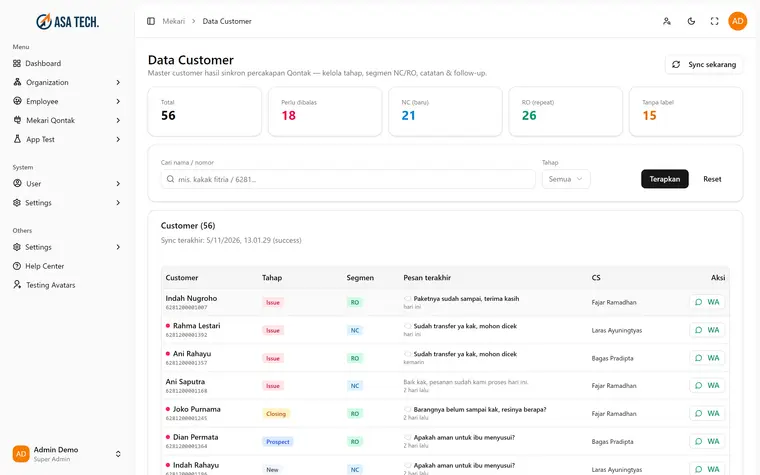 ASA TECH.
Mekari > Data Customer
AD
Menu
Dashboard
Organization
Employee
Mekari Qontak
App Test
System
User
Settings
Others
Settings
Help Center
Testing Avatars
AD
Admin Demo
Super Admin
Data Customer
Master customer hasil sinkron percakapan Qontak — kelola tahap, segmen NC/RO, catatan & follow-up.
Sync sekarang
Total
56
Perlu dibalas
18
NC (baru)
21
RO (repeat)
26
Tanpa label
15
Cari nama / nomor
mis. kakak fitria / 6281...
Tahap
Semua
Terapkan
Reset
Customer (56)
Sync terakhir: 5/11/2026, 13.01.29 (success)
Customer Tahap Segmen Pesan terakhir CS Aksi
Indah Nugroho Issue RO Paketnya sudah sampai, terima kasih Fajar Ramadhan WA
6281200001007 hari ini
Rahma Lestari Issue NC Sudah transfer ya kak, mohon dicek Laras Ayuningtyas WA
6281200001392 hari ini
Ani Rahayu Issue RO Sudah transfer ya kak, mohon dicek Bagas Pradipta WA
6281200001357 kemarin
Ani Saputra Issue NC Baik kak, pesanan sudah kami proses hari ini. Fajar Ramadhan WA
6281200001168 2 hari lalu
Joko Purnama Closing RO Barangnya belum sampai kak, resinya berapa? Fajar Ramadhan WA
6281200001245 2 hari lalu
Dian Permata Prospect RO Apakah aman untuk ibu menyusui? Bagas Pradipta WA
6281200001364 2 hari lalu
Indah Rahayu New NC Apakah aman untuk ibu menyusui? Laras Ayuningtyas WA
2 hari lalu